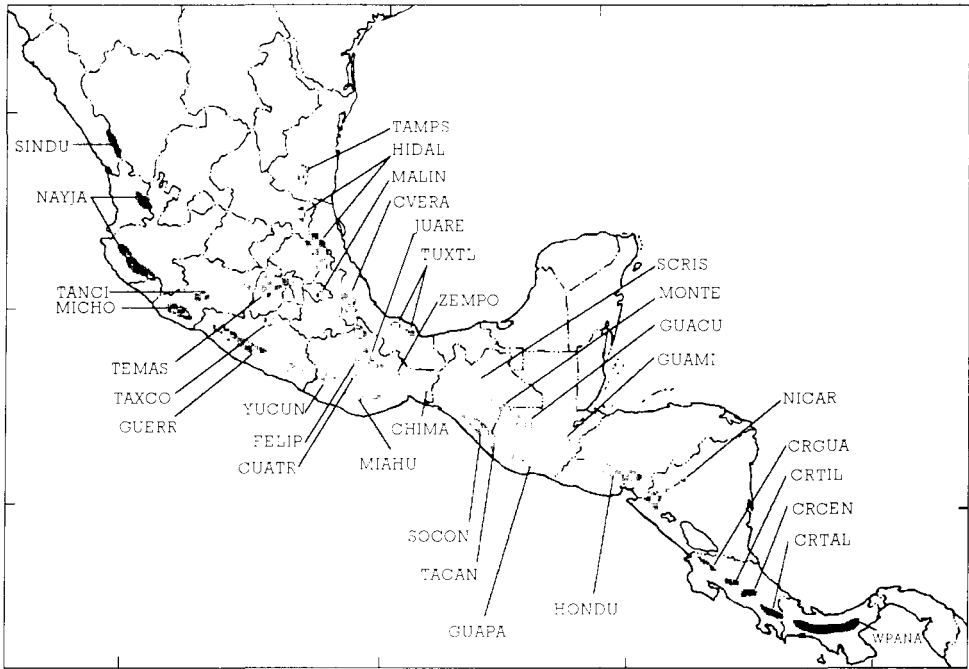 TAMPS
SINDU
HIDAL
MALIN
NAYJA
CVERA
JUARE
TUXTL
SCRIS
TANCI
ZEMPO
MONTE
MICHO
GUACU
GUAMI
TEMAS
TAXCO
YUCUN
NICAR
GUERR
CHIMA
FELIP
CRGUA
CUATR
MIAHU
CRTIL
CRCEN
SOCON
CRTAL
TACAN
HONDU
GUAPA
WPANA